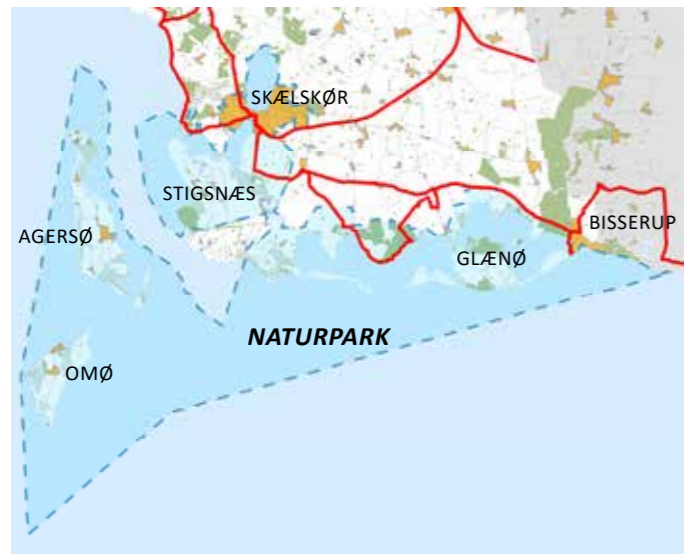 SKÆLSKØR
STIGSNÆS
AGERSØ
BISSERUP
GLÆNØ
NATURPARK
OMØ